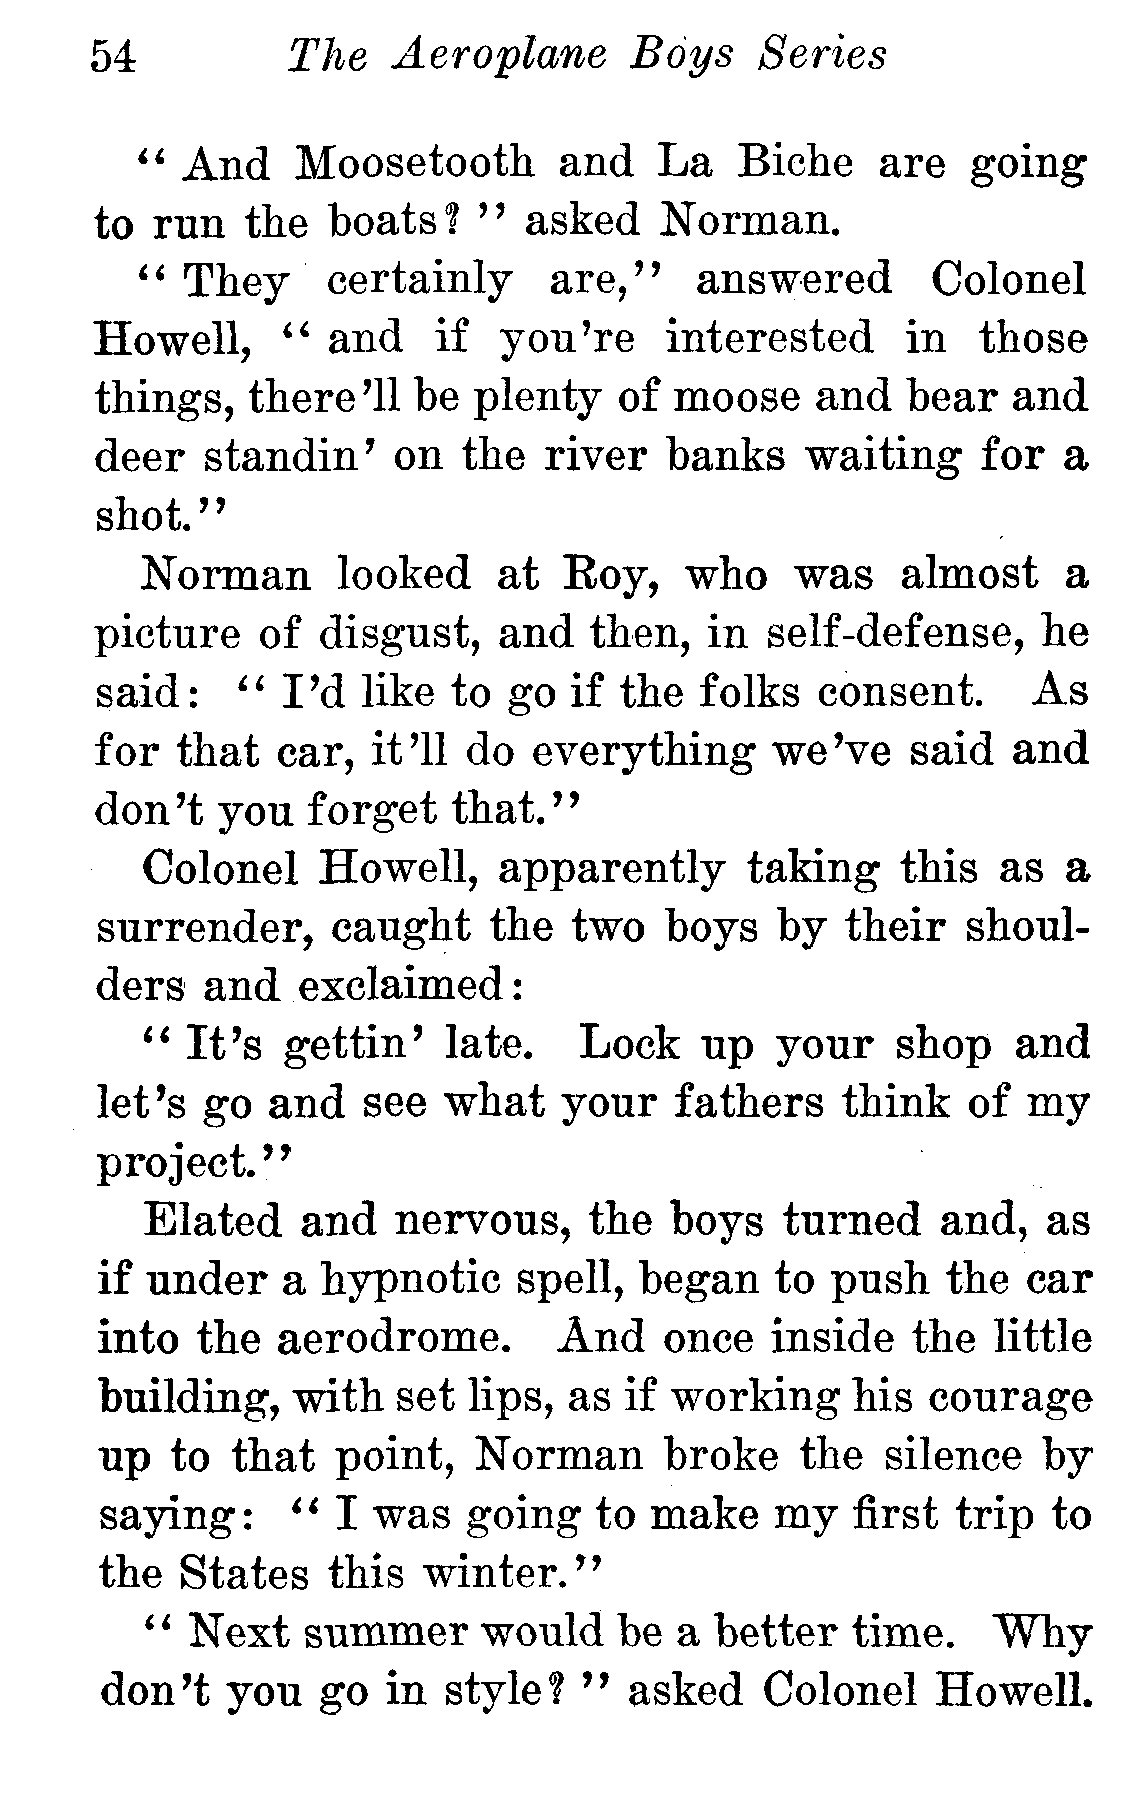 54 The Aeroplane Boys Series
“ And Moosetooth and La Biche are going
to run the boats? ” asked Norman.
“ They certainly are,” answered Colonel
Howell, “ and if you're interested in those
things, there'll be plenty of moose and bear and
deer standin' on the river banks waiting for a
shot.”
Norman looked at Roy, who was almost a
picture of disgust, and then, in self-defense, he
said: “ I'd like to go if the folks consent. As
for that car, it'll do everything we've said and
don't you forget that.”
Colonel Howell, apparently taking this as a
surrender, caught the two boys by their shoul-
ders and exclaimed:
“ It's gettin' late. Lock up your shop and
let's go and see what your fathers think of my
project.”
Elated and nervous, the boys turned and, as
if under a hypnotic spell, began to push the car
into the aerodrome. And once inside the little
building, with set lips, as if working his courage
up to that point, Norman broke the silence by
saying: “ I was going to make my first trip to
the States this winter.”
“ Next summer would be a better time. Why
don't you go in style? ” asked Colonel Howell.